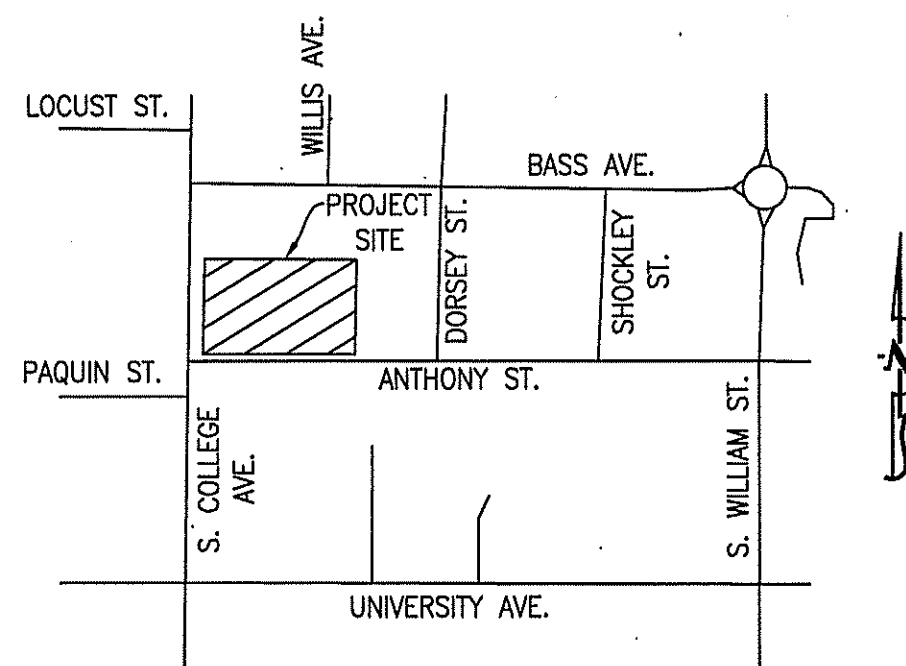 LOCUST ST.
WILLIS AVE.
BASS AVE.
PROJECT
SITE
DORSEY ST.
SHOCKLEY
ST.
PAQUIN ST.
ANTHONY ST.
S. COLLEGE
AVE.
S. WILLIAM ST.
UNIVERSITY AVE.
N